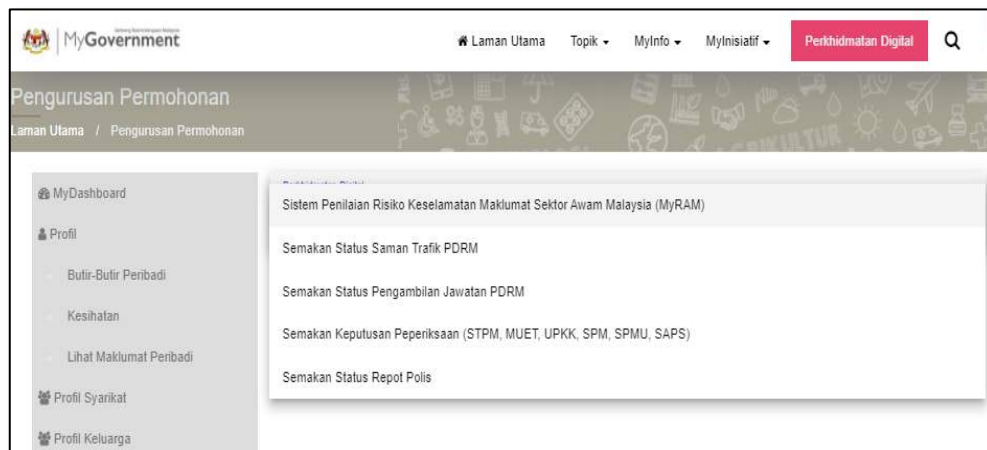 MyGovernment
Laman Utama Topik MyInfo MyInisiatif Perkhidmatan Digital
Pengurusan Permohonan
Laman Utama / Pengurusan Permohonan
AGRIKULTUR
MyDashboard
Profil
Butir-Butir Peribadi
Kesihatan
Lihat Maklumat Peribadi
Profil Syarikat
Profil Keluarga
Perkhidmatan Digital
Sistem Penilaian Risiko Keselamatan Maklumat Sektor Awam Malaysia (MyRAM)
Semakan Status Saman Trafik PDRM
Semakan Status Pengambilan Jawatan PDRM
Semakan Keputusan Peperiksaan (STPM, MUET, UPKK, SPM, SPMU, SAPS)
Semakan Status Repot Polis